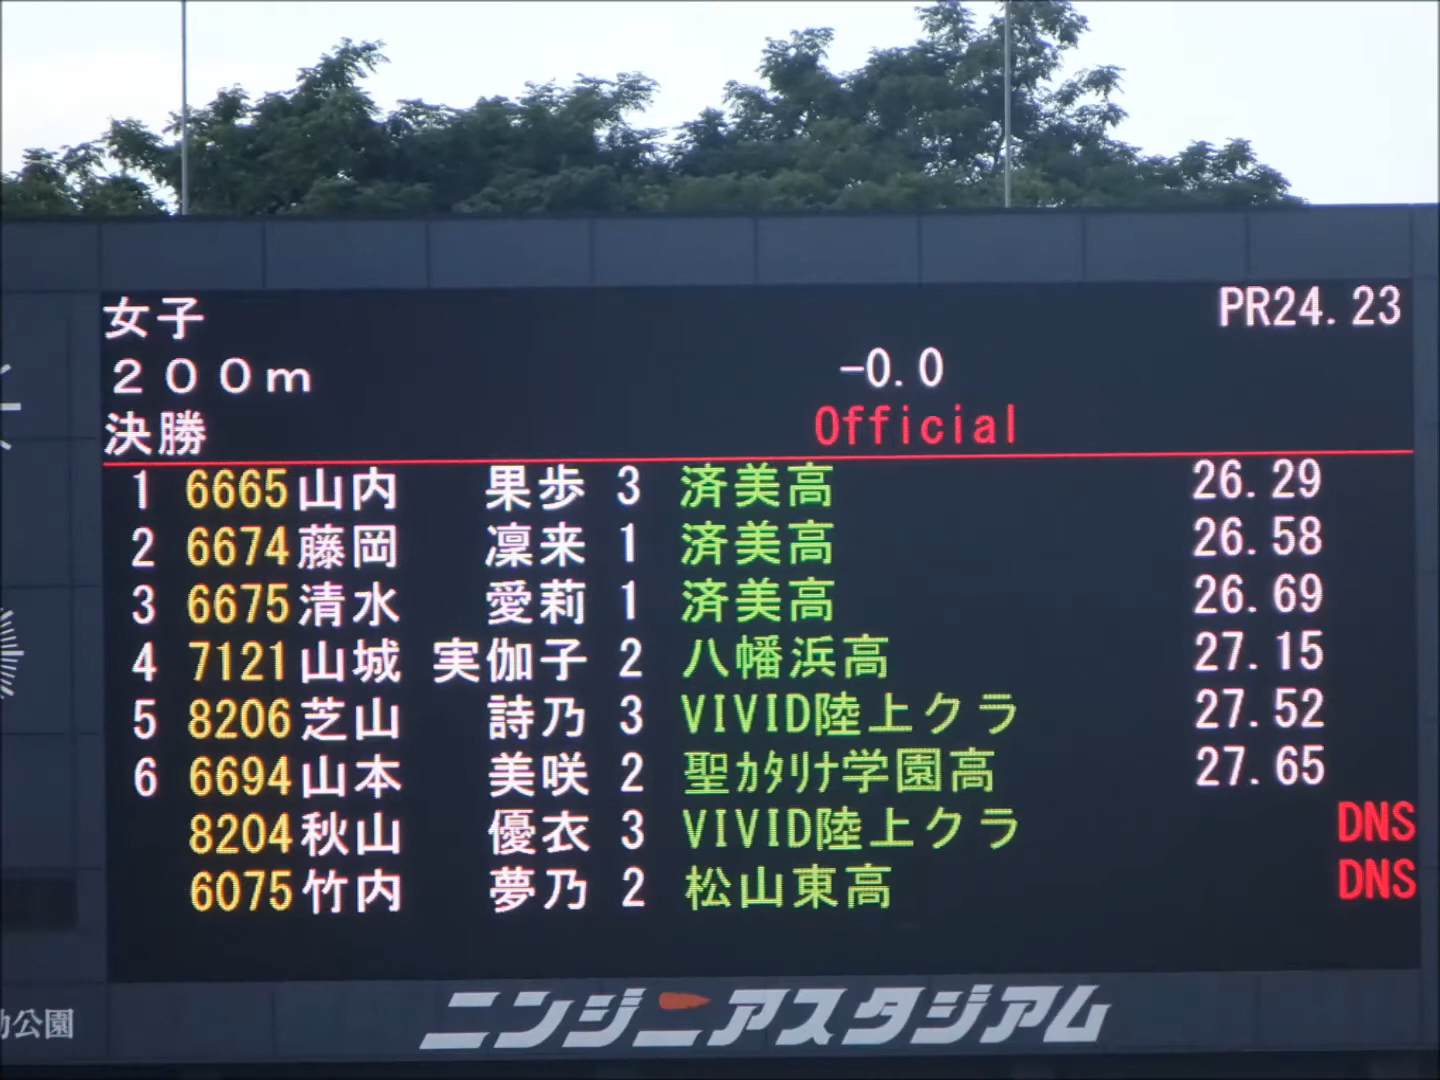 女子 PR24.23
２００ｍ -0.0
決勝 Official
1 6665 山内 果歩 3 済美高 26.29
2 6674 藤岡 凜来 1 済美高 26.58
3 6675 清水 愛莉 1 済美高 26.69
4 7121 山城 実伽子 2 八幡浜高 27.15
5 8206 芝山 詩乃 3 VIVID陸上クラ 27.52
6 6694 山本 美咲 2 聖ｶﾀﾘﾅ学園高 27.65
8204 秋山 優衣 3 VIVID陸上クラ DNS
6075 竹内 夢乃 2 松山東高 DNS
公園 ニンジニアスタジアム